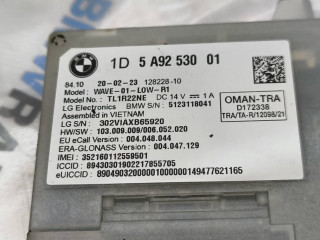 BMW
1D 5 A92 530 01
84.10 20-02-23 128228-10
Model : WAVE-01-LOW-R1
Model No.: TL1R22NE DC 14 V ⎓ 1 A
LG Electronics BMW S/N : 5123118041
Assembled in VIETNAM
LG S/N : 302VIAXB65920
HW/SW : 103.009.009/006.052.020
EU eCall Version : 004.048.044
ERA-GLONASS Version : 004.047.129
IMEI : 352160112559501
ICCID : 89430301902217855705
eUICCID : 89049032000001000000149477621165
OMAN-TRA
D172338
TRA/TA-R/12098/21